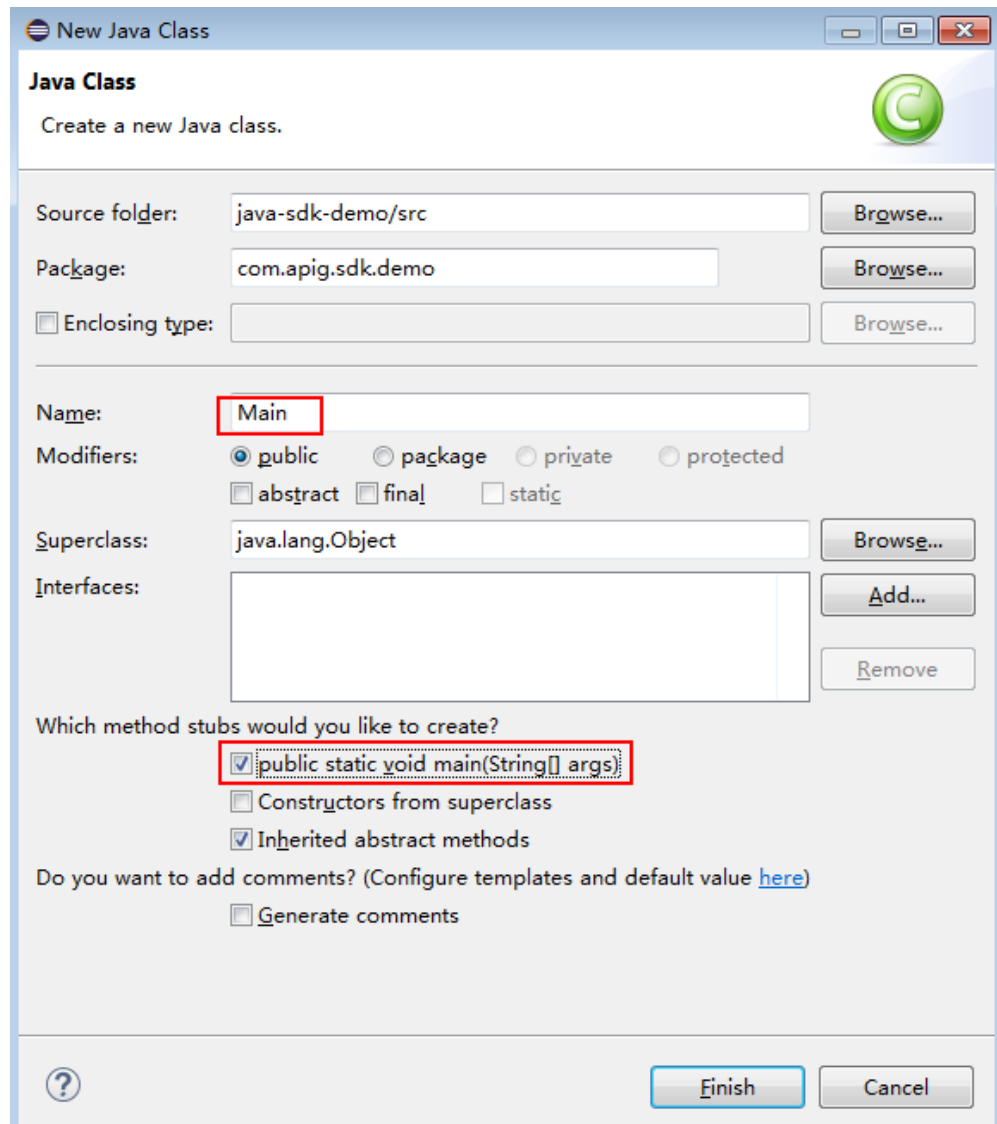 New Java Class
Java Class
Create a new Java class.
Source folder: java-sdk-demo/src Browse...
Package: com.apig.sdk.demo Browse...
Enclosing type: Browse...
Name: Main
Modifiers: public package private protected
abstract final static
Superclass: java.lang.Object Browse...
Interfaces: Add...
Remove
Which method stubs would you like to create?
public static void main(String[] args)
Constructors from superclass
Inherited abstract methods
Do you want to add comments? (Configure templates and default value here)
Generate comments
? Finish Cancel